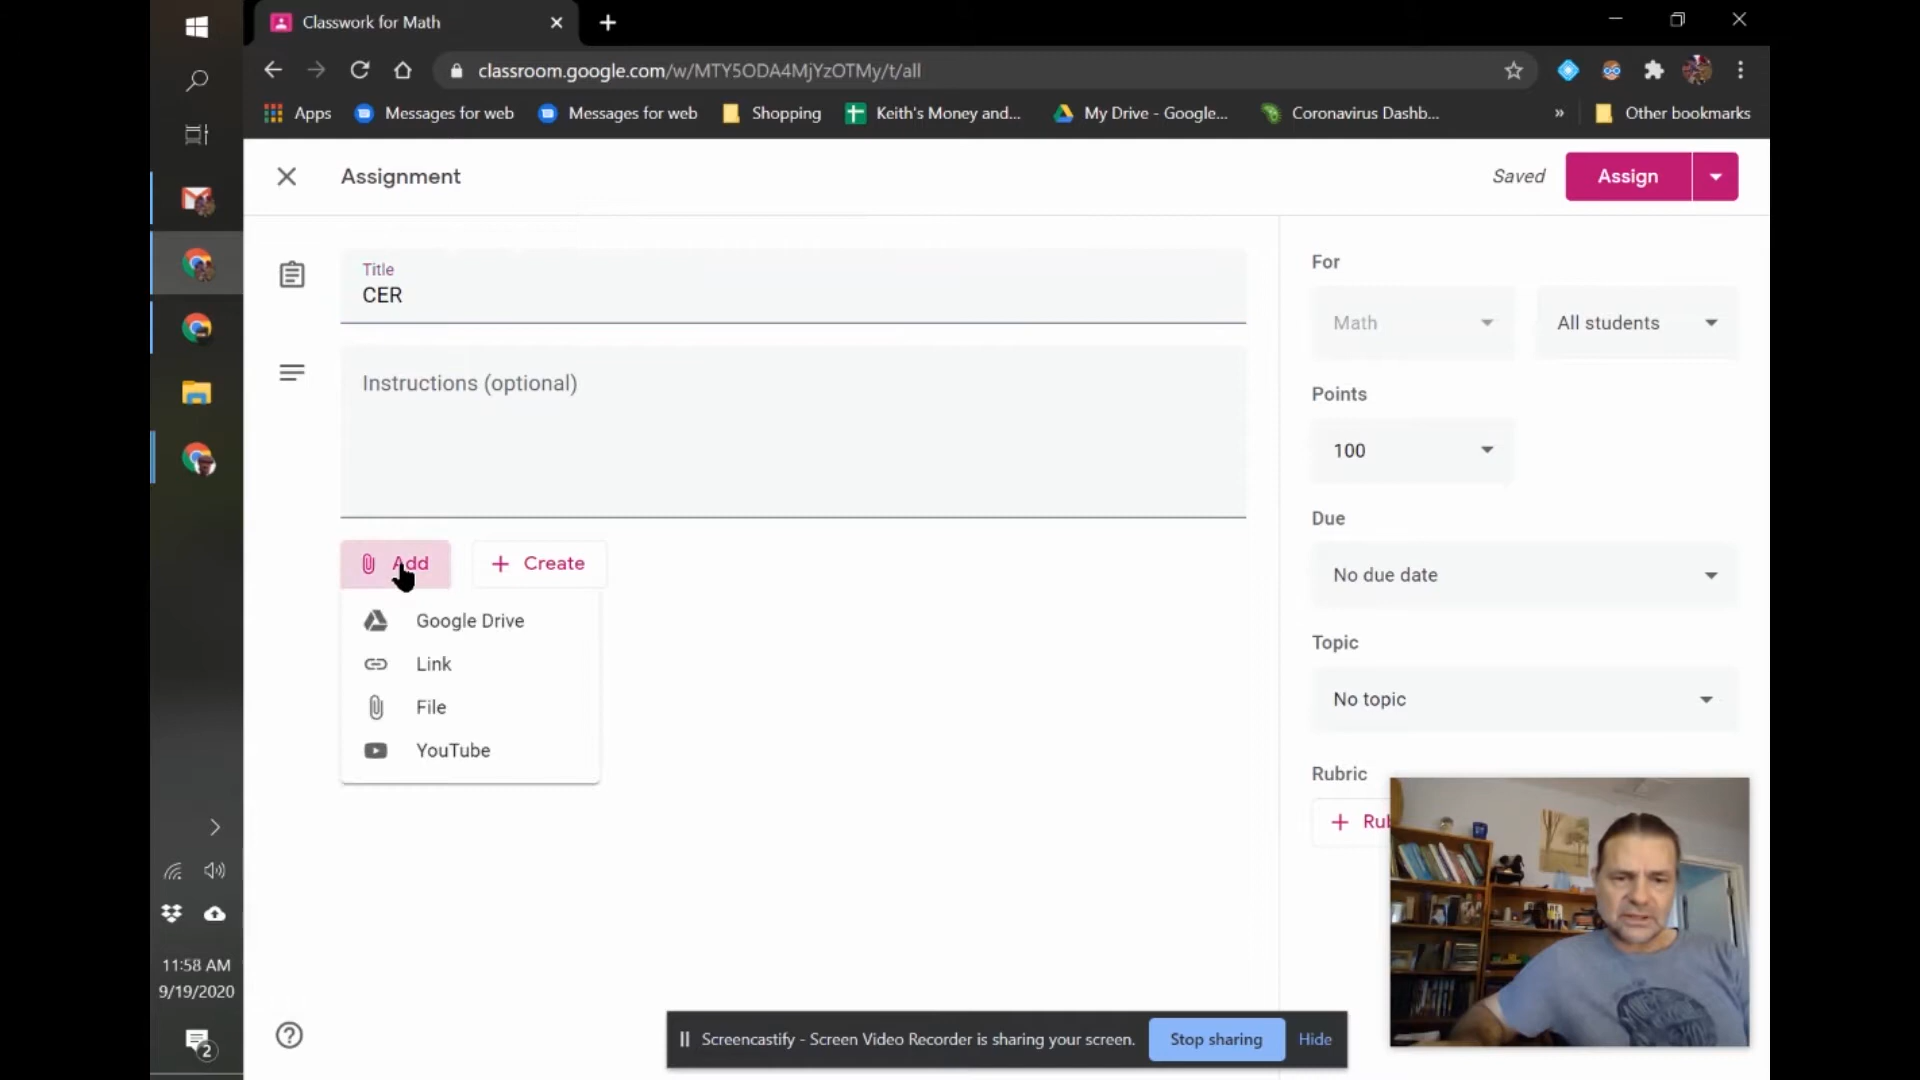 Classwork for Math
classroom.google.com/w/MTY5ODA4MjYzOTMy/t/all
Apps
Messages for web
Messages for web
Shopping
Keith's Money and...
My Drive - Google...
Coronavirus Dashb...
»
Other bookmarks
Assignment
Saved
Assign
Title
CER
Instructions (optional)
Add
Create
Google Drive
Link
File
YouTube
For
Math
All students
Points
100
Due
No due date
Topic
No topic
Rubric
+ Rub
11:58 AM
9/19/2020
2
Screencastify - Screen Video Recorder is sharing your screen.
Stop sharing
Hide